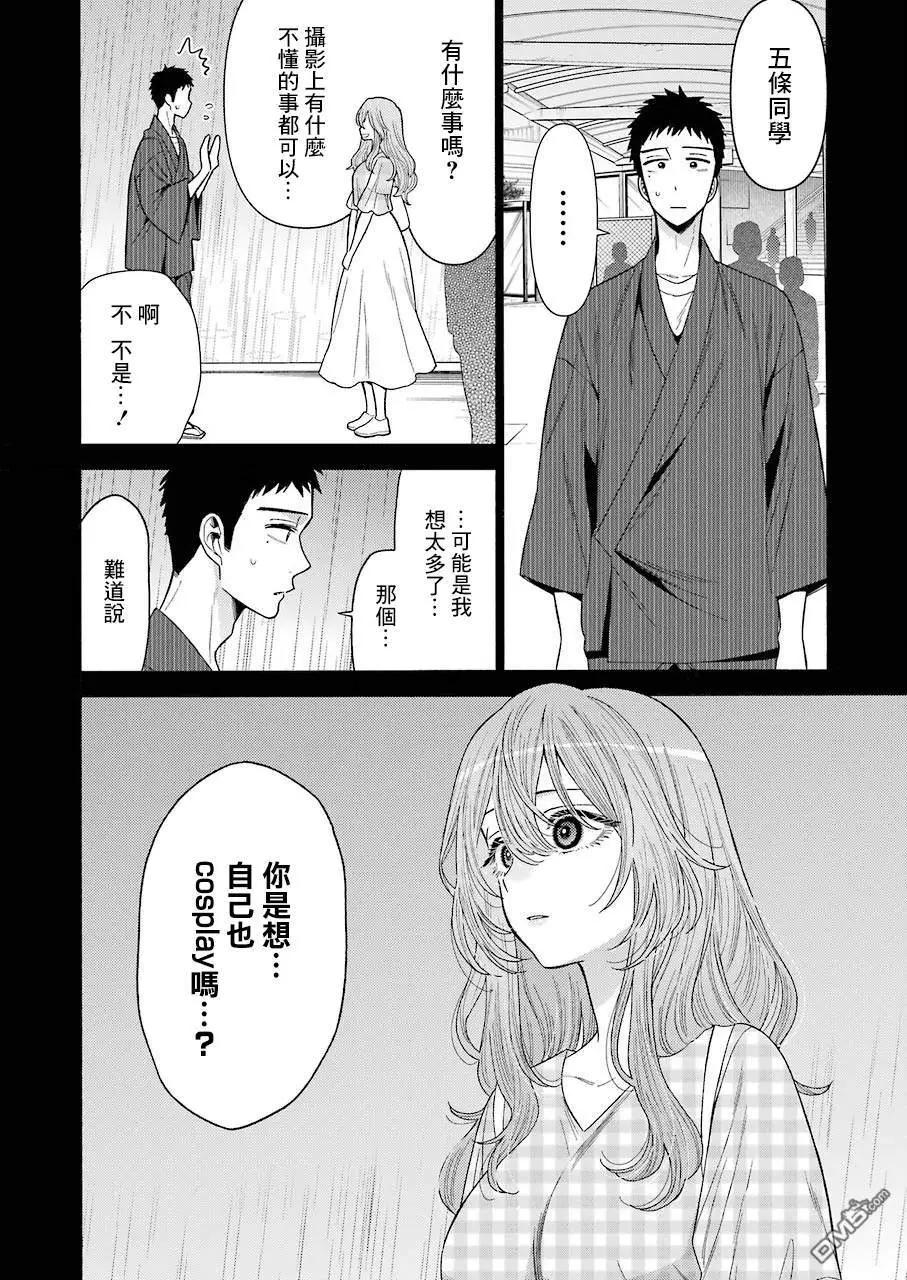 五條同學
……
有什麼事嗎?
攝影上有什麼
不懂的事都可以…
啊
不 不是…!
…可能是我
想太多了…
那個…
難道說
你是想…
自己也
cosplay嗎…?
DM5.com